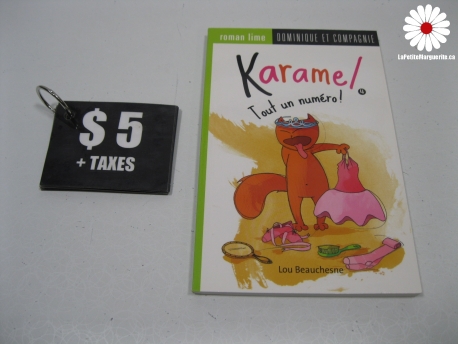 $5
+ TAXES
roman lime
DOMINIQUE ET COMPAGNIE
Karamel
Tout un numéro!
Lou Beauchesne
LaPetiteMarguerite.ca